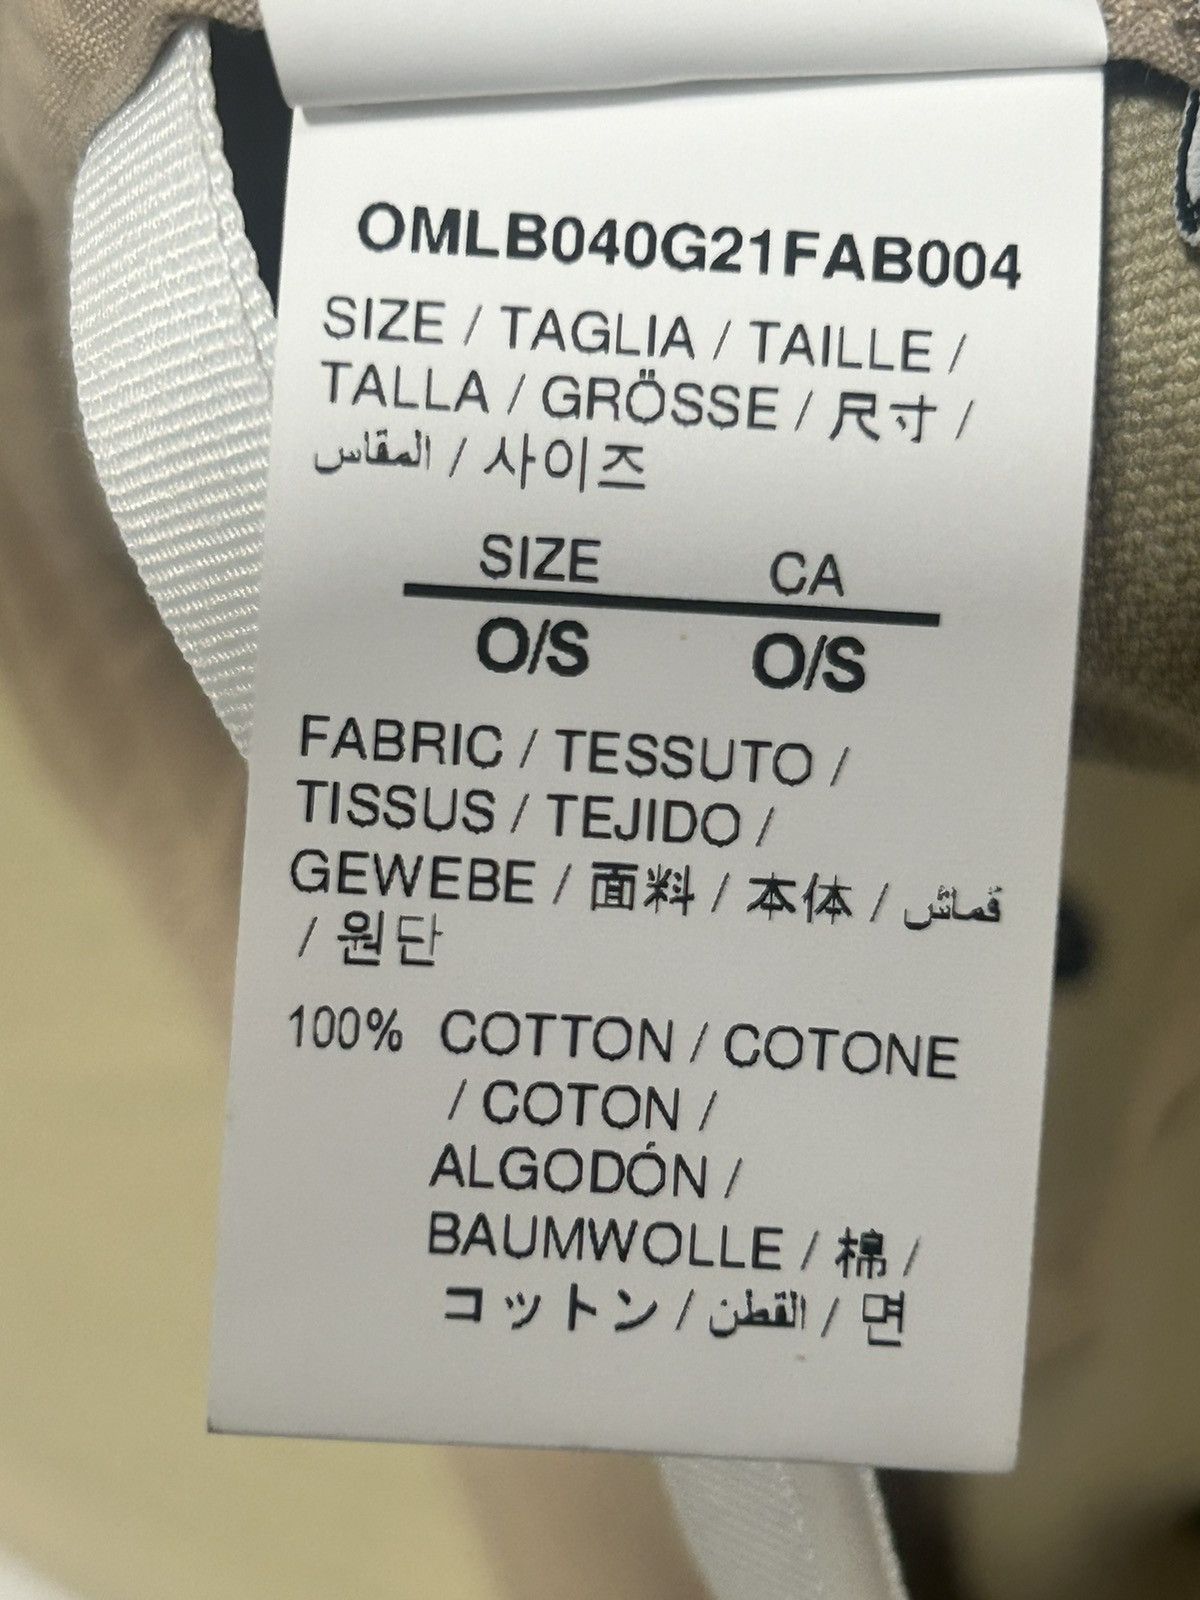 OMLB040G21FAB004
SIZE / TAGLIA / TAILLE /
TALLA / GRÖSSE / 尺寸 /
المقاس / 사이즈
SIZE CA
O/S O/S
FABRIC / TESSUTO /
TISSUS / TEJIDO /
GEWEBE / 面料 / 本体 / قماش
/ 원단
100% COTTON / COTONE
/ COTON /
ALGODÓN /
BAUMWOLLE / 棉 /
コットン / القطن / 면